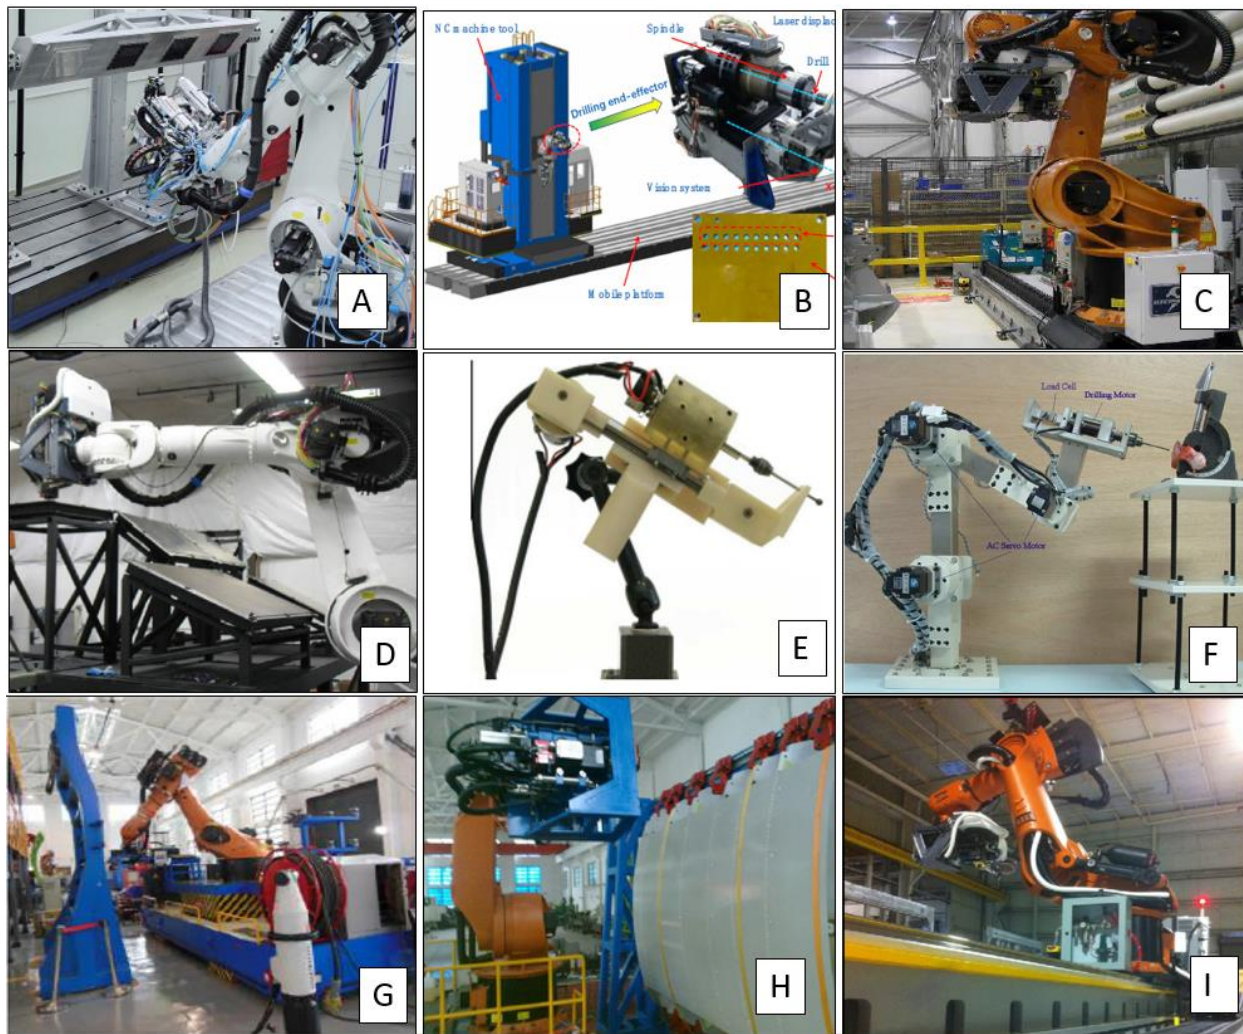 A
NC machine tool
Spindle
Laser displac
Drill
Drilling end-effector
Vision system
Mobile platform
B
C
D
E
Load Cell
Drilling Motor
AC Servo Motor
F
G
H
I